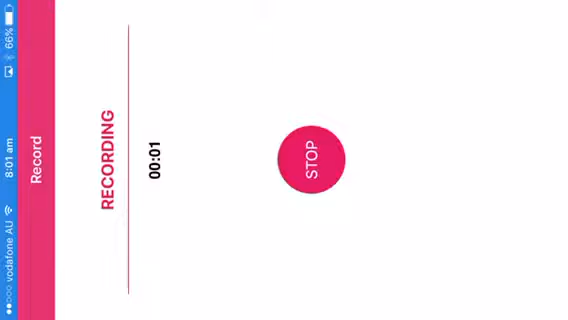 vodafone AU 8:01 am 66%
Record
RECORDING
00:01
STOP